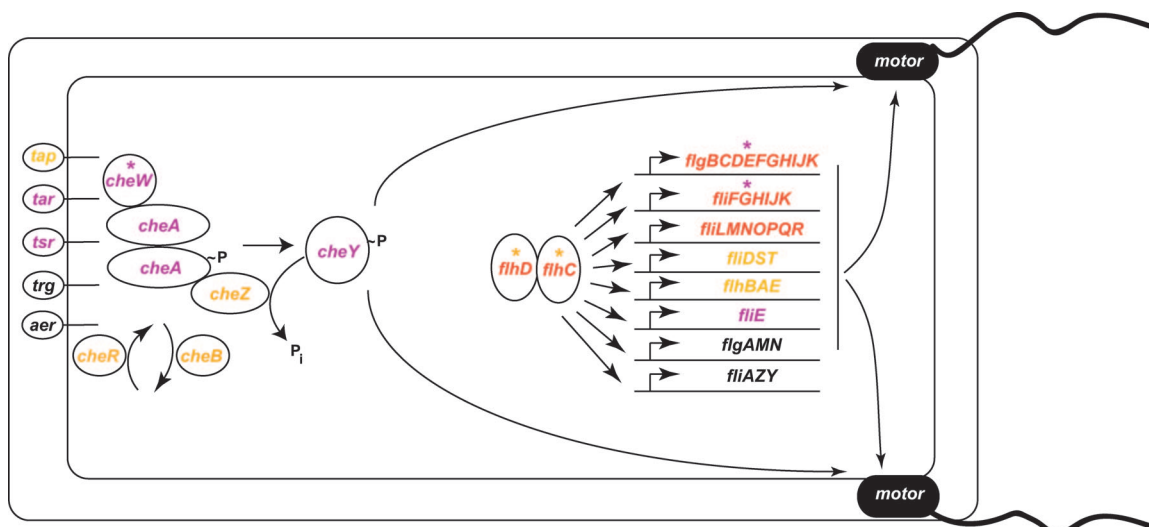 motor
*
flgBCDEFGHIJK
tap
*
cheW
*
fliFGHIJK
tar
cheA
fliLMNOPQR
tsr
cheY
~P
*
flhD
*
flhC
fliDST
cheA
~P
trg
cheZ
flhBAE
fliE
aer
cheR
cheB
Pi
flgAMN
fliAZY
motor